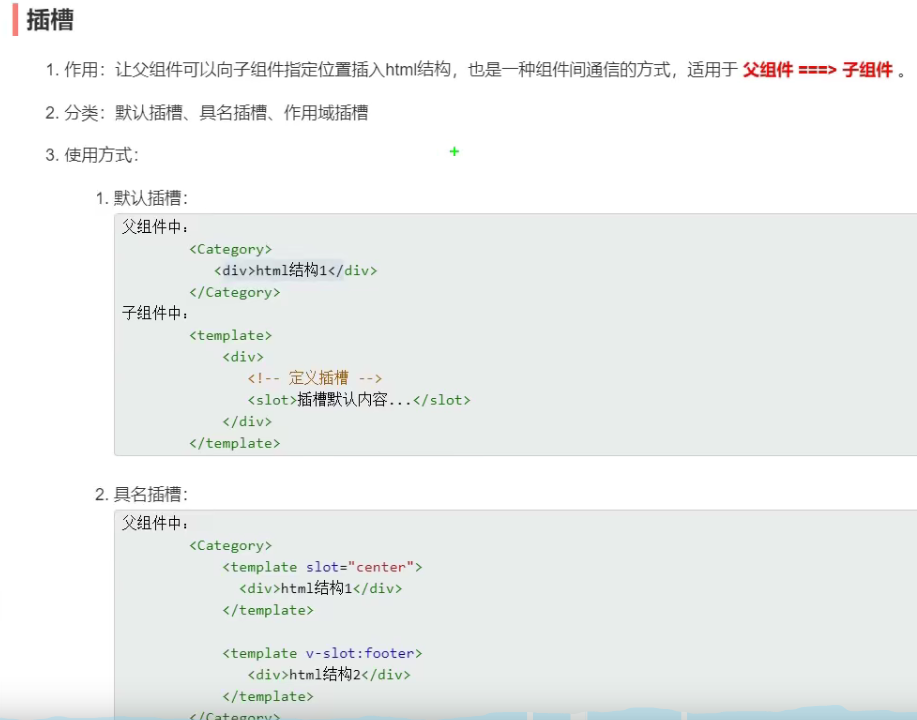 插槽
1. 作用：让父组件可以向子组件指定位置插入html结构，也是一种组件间通信的方式，适用于 父组件 ===> 子组件 。
2. 分类：默认插槽、具名插槽、作用域插槽
3. 使用方式：
1. 默认插槽：
父组件中：
<Category>
<div>html结构1</div>
</Category>
子组件中：
<template>
<div>
<!-- 定义插槽 -->
<slot>插槽默认内容...</slot>
</div>
</template>
2. 具名插槽：
父组件中：
<Category>
<template slot="center">
<div>html结构1</div>
</template>
<template v-slot:footer>
<div>html结构2</div>
</template>
</Category>